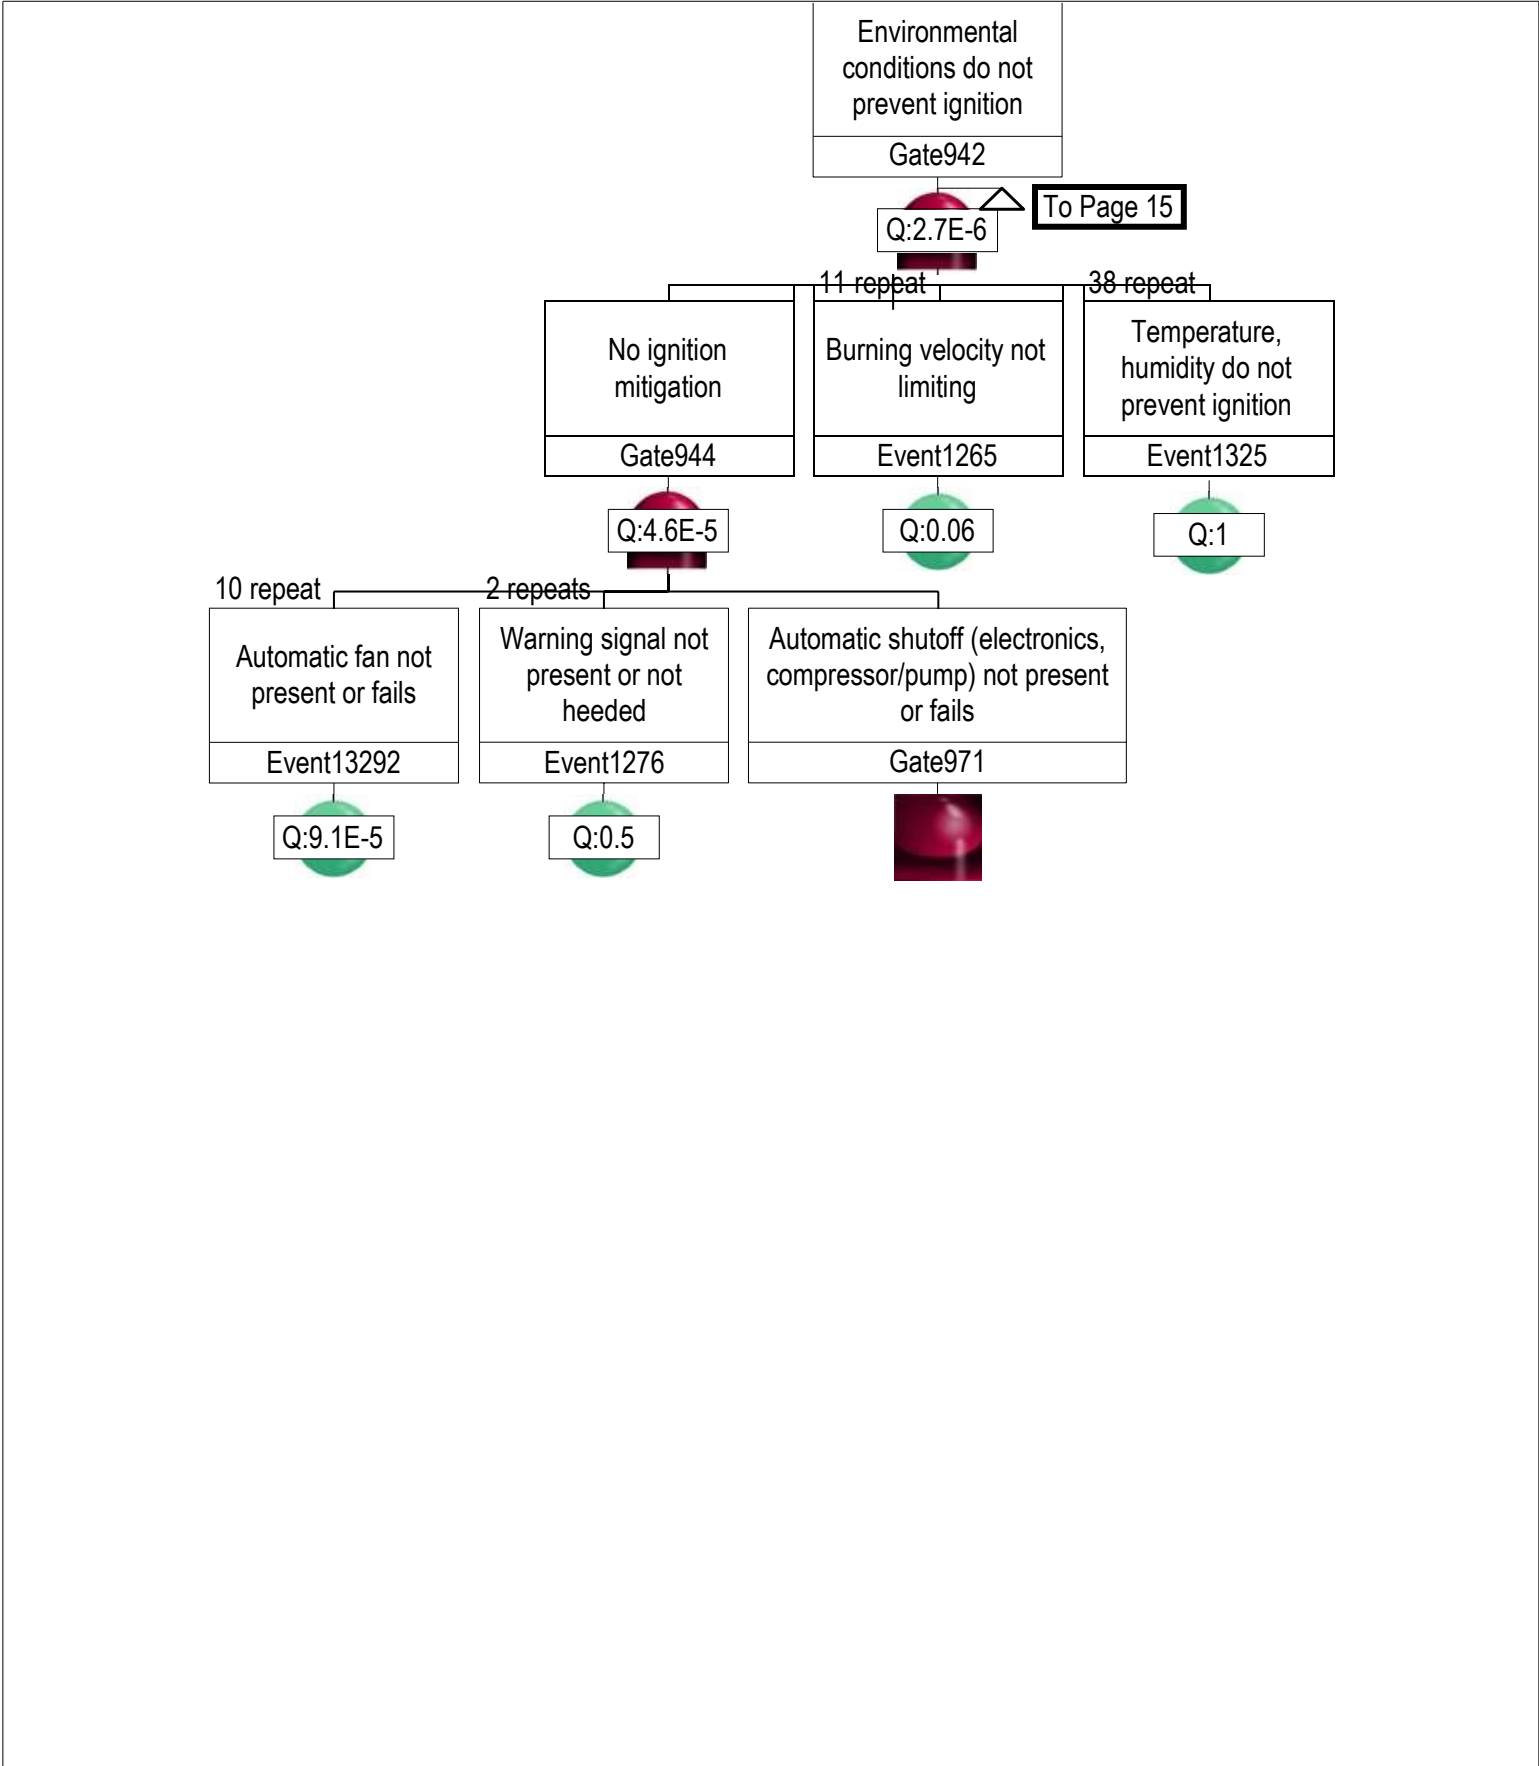 Environmental
conditions do not
prevent ignition
Gate942
To Page 15
Q:2.7E-6
11 repeat
38 repeat
No ignition
mitigation
Gate944
Burning velocity not
limiting
Event1265
Temperature,
humidity do not
prevent ignition
Event1325
Q:4.6E-5
Q:0.06
Q:1
10 repeat
2 repeats
Automatic fan not
present or fails
Event13292
Warning signal not
present or not
heeded
Event1276
Automatic shutoff (electronics,
compressor/pump) not present
or fails
Gate971
Q:9.1E-5
Q:0.5